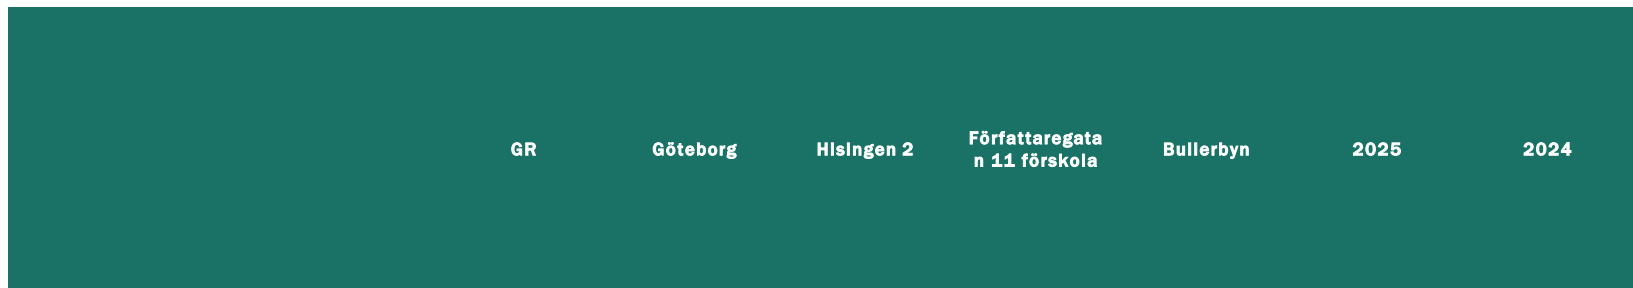 GR Göteborg Hisingen 2 Författaregata
n 11 förskola Bullerbyn 2025 2024